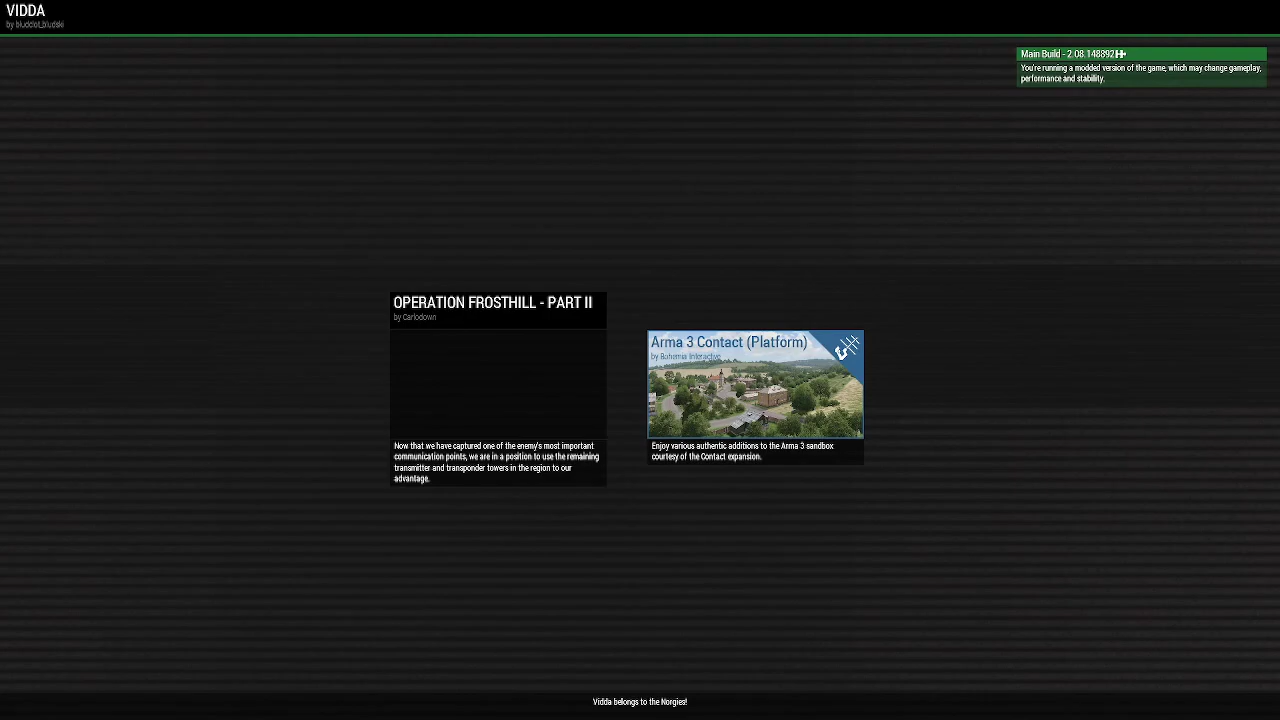 VIDDA
by bluddot_bludski
Main Build - 2.08.148892
You're running a modded version of the game, which may change gameplay,
performance and stability.
OPERATION FROSTHILL - PART II
by Carlodown
Now that we have captured one of the enemy's most important
communication points, we are in a position to use the remaining
transmitter and transponder towers in the region to our
advantage.
Arma 3 Contact (Platform)
by Bohemia Interactive
Enjoy various authentic additions to the Arma 3 sandbox
courtesy of the Contact expansion.
Vidda belongs to the Norgies!